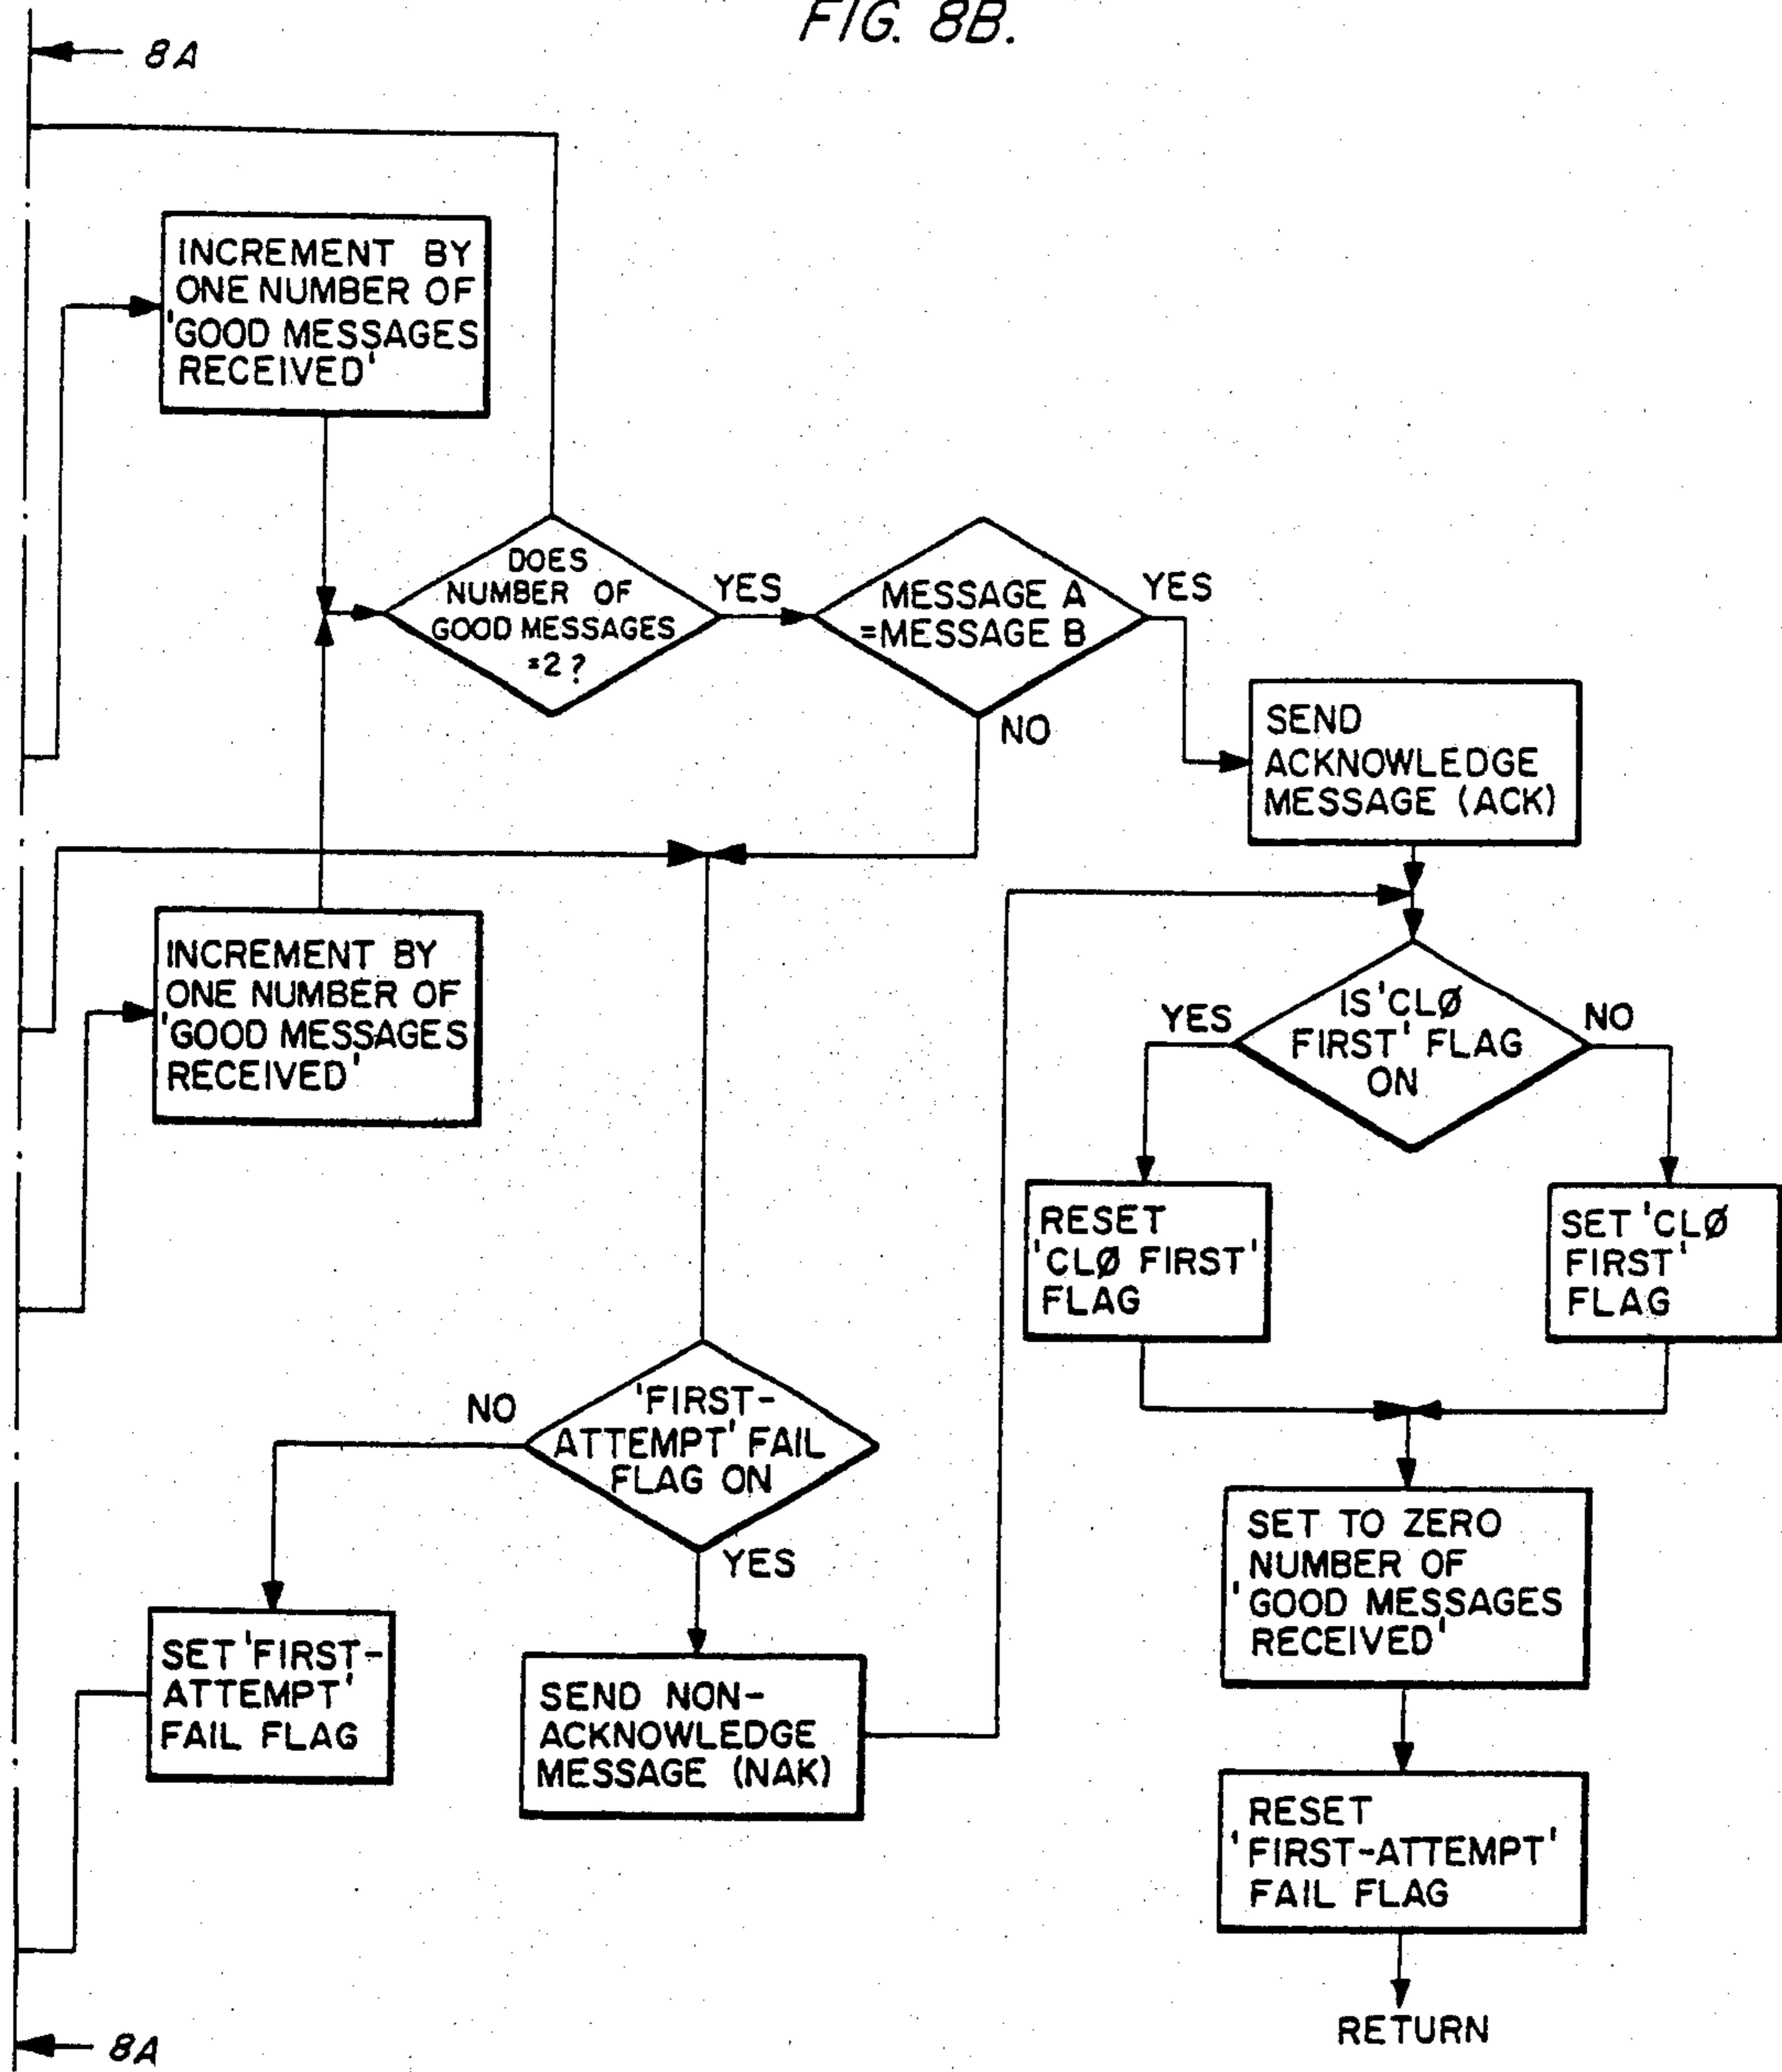 FIG. 8B.
8A
INCREMENT BY
ONE NUMBER OF
'GOOD MESSAGES
RECEIVED'
DOES
NUMBER OF
GOOD MESSAGES
=2?
YES
MESSAGE A
=MESSAGE B
YES
NO
SEND
ACKNOWLEDGE
MESSAGE (ACK)
INCREMENT BY
ONE NUMBER OF
'GOOD MESSAGES
RECEIVED'
IS 'CLØ
FIRST' FLAG
ON
YES
NO
RESET
'CLØ FIRST'
FLAG
SET 'CLØ
FIRST'
FLAG
'FIRST-
ATTEMPT' FAIL
FLAG ON
NO
YES
SET 'FIRST-
ATTEMPT'
FAIL FLAG
SEND NON-
ACKNOWLEDGE
MESSAGE (NAK)
SET TO ZERO
NUMBER OF
'GOOD MESSAGES
RECEIVED'
RESET
'FIRST-ATTEMPT'
FAIL FLAG
RETURN
8A